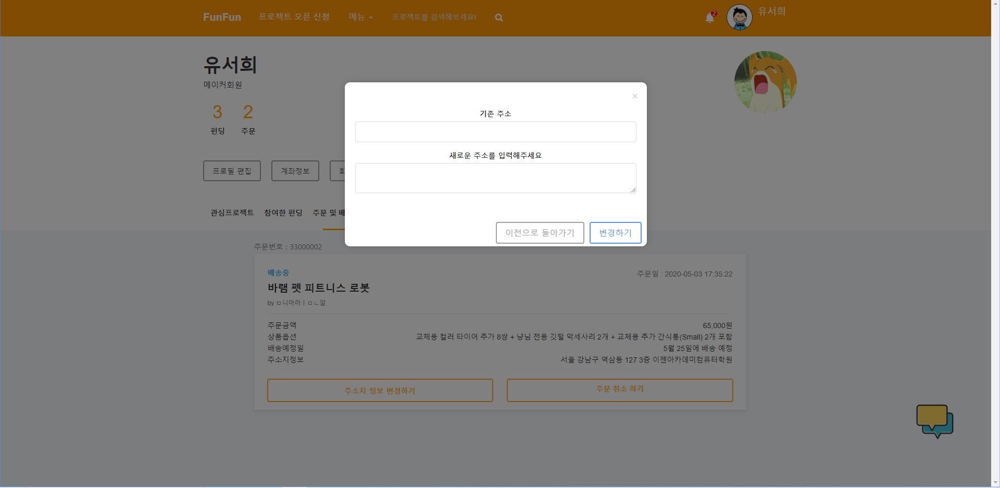 FunFun 프로젝트 오픈 신청 메뉴 프로젝트를 검색해보세요! 2 유서희
유서희
메이커회원
3 2
펀딩 주문
×
기존 주소
새로운 주소를 입력해주세요
프로필 편집 계좌정보
관심프로젝트 참여한 펀딩 주문 및 배
이전으로 돌아가기 변경하기
주문번호 : 33000002
배송중 주문일 : 2020-05-03 17:35:22
바램 펫 피트니스 로봇
by ㅁ니아러 | ㅁㄴ알
주문금액 65,000원
상품옵션 교체용 컬러 타이어 추가 8쌍 + 냥님 전용 깃털 악세사리 2개 + 교체용 추가 간식통(Small) 2개 포함
배송예정일 5월 25일에 배송 예정
주소지정보 서울 강남구 역삼동 127 3층 이젠아카데미컴퓨터학원
주소지 정보 변경하기 주문 취소 하기